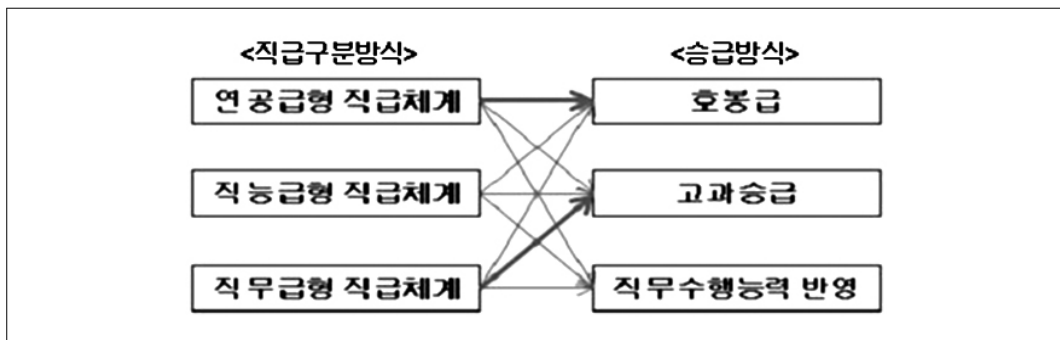 <직급구분방식> <승급방식>
연공급형 직급체계 호봉급
직능급형 직급체계 고과승급
직무급형 직급체계 직무수행능력 반영